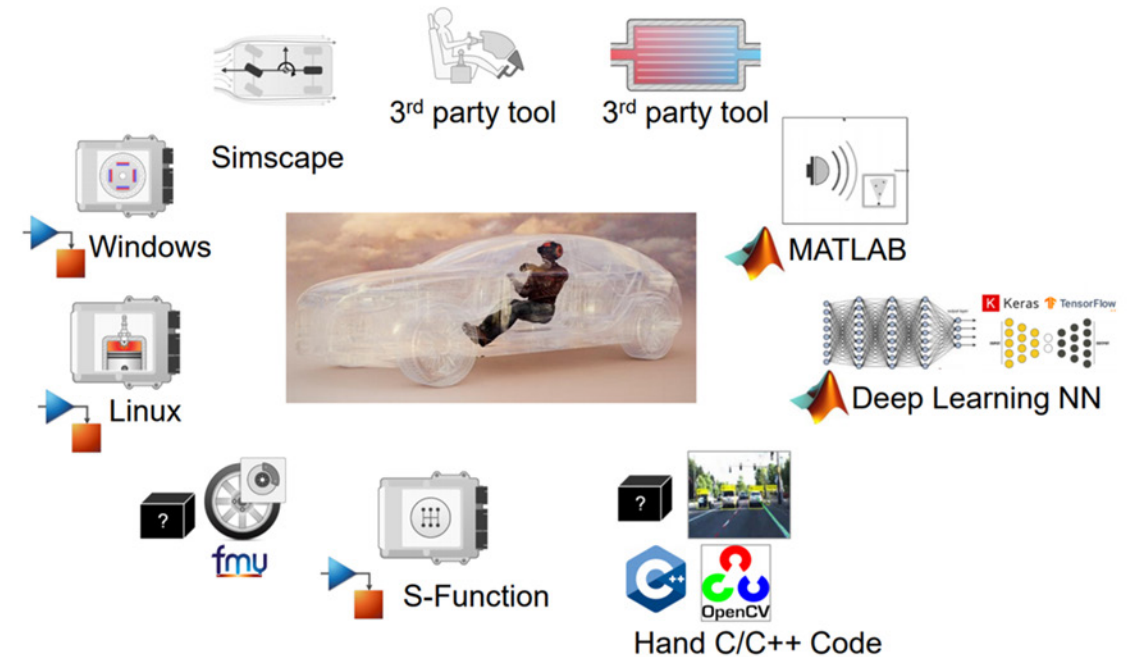 3rd party tool
3rd party tool
Simscape
Windows
MATLAB
Keras
TensorFlow
K
Linux
Deep Learning NN
?
fmu
S-Function
?
C++
OpenCV
Hand C/C++ Code